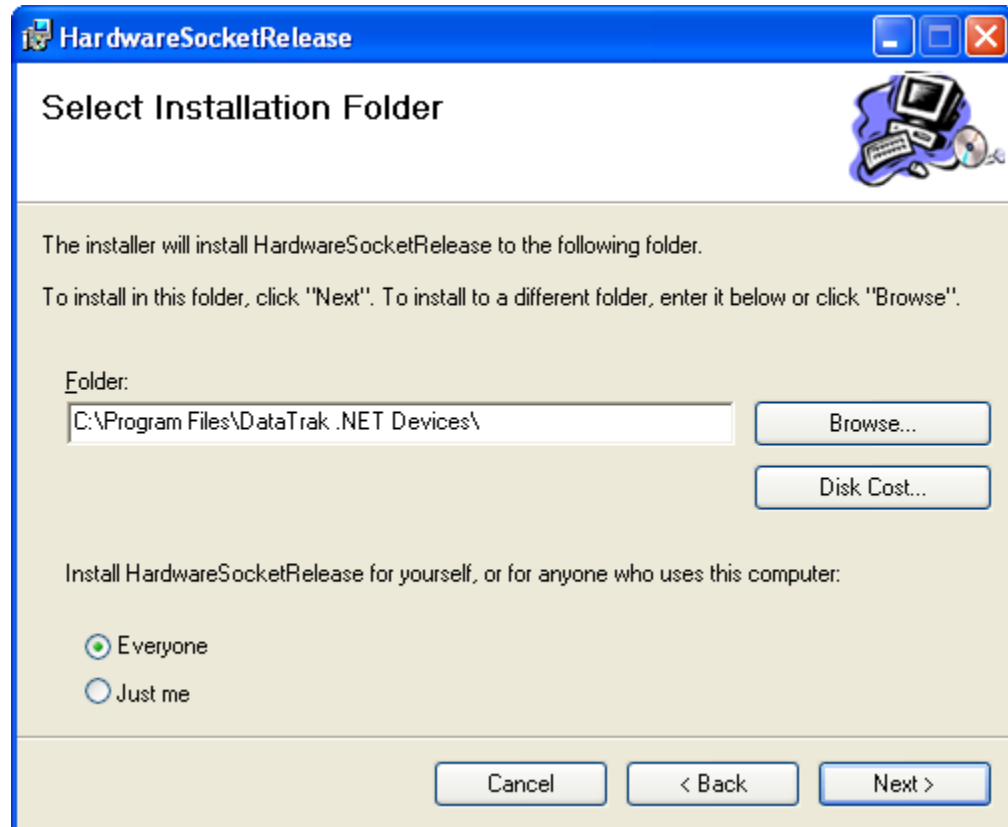 HardwareSocketRelease
Select Installation Folder
The installer will install HardwareSocketRelease to the following folder.
To install in this folder, click "Next". To install to a different folder, enter it below or click "Browse".
Folder:
C:\Program Files\DataTrak .NET Devices\
Browse...
Disk Cost...
Install HardwareSocketRelease for yourself, or for anyone who uses this computer:
Everyone
Just me
Cancel
< Back
Next >